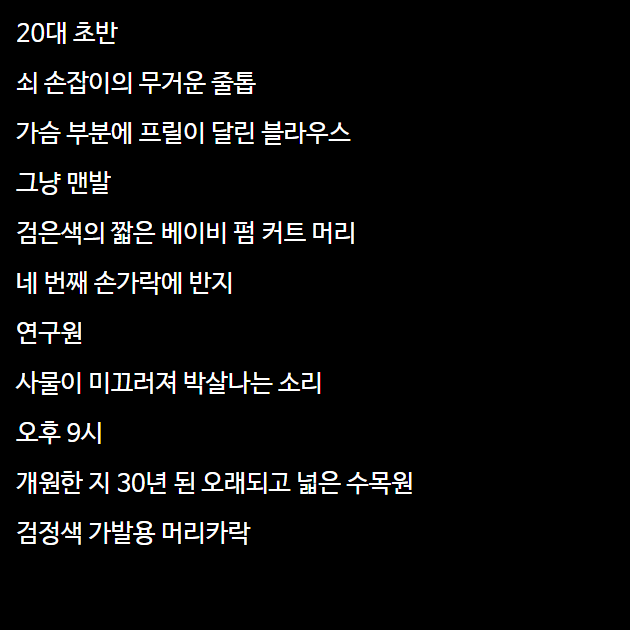 20대 초반
쇠 손잡이의 무거운 줄톱
가슴 부분에 프릴이 달린 블라우스
그냥 맨발
검은색의 짧은 베이비 펌 커트 머리
네 번째 손가락에 반지
연구원
사물이 미끄러져 박살나는 소리
오후 9시
개원한 지 30년 된 오래되고 넓은 수목원
검정색 가발용 머리카락